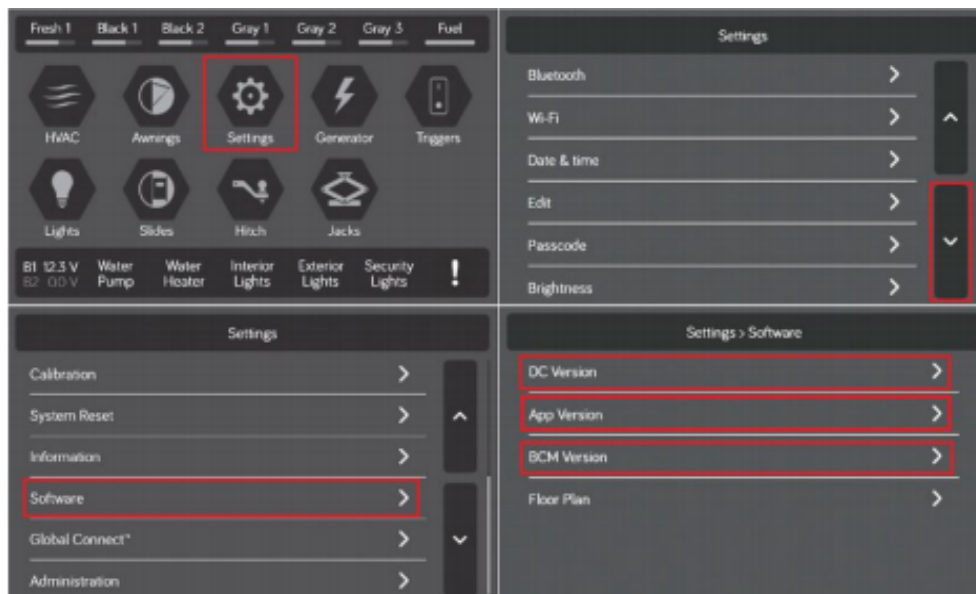 Fresh 1 Black 1 Black 2 Gray 1 Gray 2 Gray 3 Fuel
HVAC Awnings Settings Generator Triggers
Lights Slides Hitch Jacks
B1 12.3 V Water Water Interior Exterior Security !
B2 0.0 V Pump Heater Lights Lights Lights
Settings
Bluetooth
Wi-Fi
Date & time
Edit
Passcode
Brightness
Settings
Calibration
System Reset
Information
Software
Global Connect™
Administration
Settings > Software
DC Version
App Version
BCM Version
Floor Plan